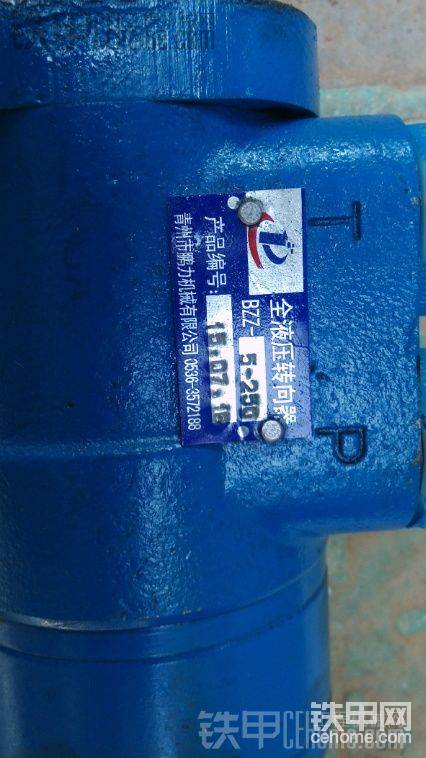 全液压转向器
BZZ-5-250
产品编号：15.07.18
青州市鹏力机械有限公司 0536-3572188
T
P
铁甲网
cehome.com